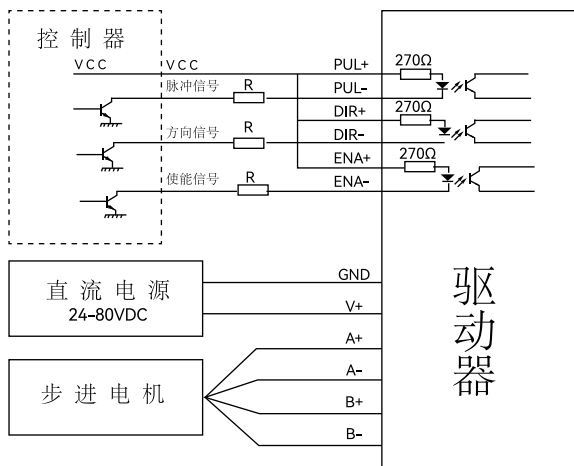 控制器
VCC VCC PUL+ 270Ω
脉冲信号 R PUL-
DIR+ 270Ω
方向信号 R DIR-
ENA+ 270Ω
使能信号 R ENA-
直流电源
24-80VDC
GND
V+
步进电机
A+
A-
B+
B-
驱动器